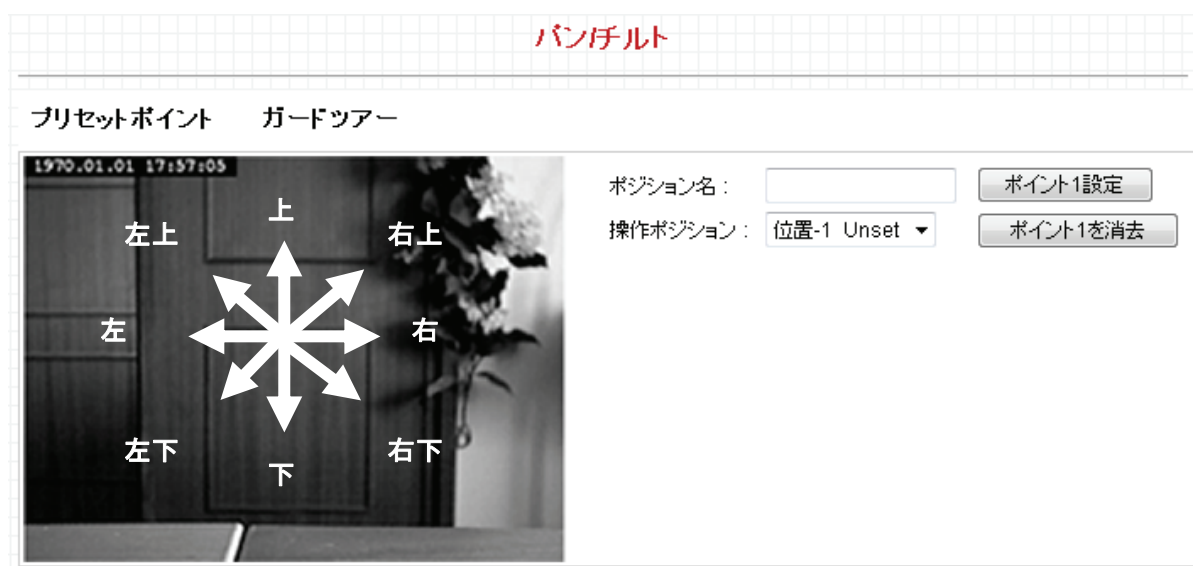 パン/チルト
プリセットポイント ガードツアー
1970.01.01 17:57:05
ポジション名： ポイント1設定
操作ポジション： 位置-1 Unset ポイント1を消去
上
左上 右上
左 右
左下 右下
下